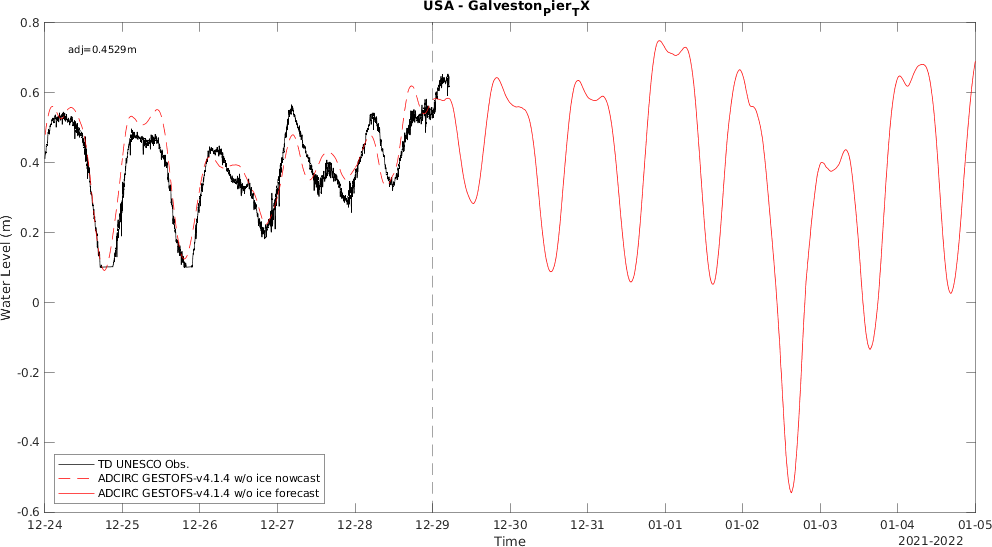 USA - GalvestonPierTX
adj=0.4529m
0.8
0.6
0.4
0.2
0
-0.2
-0.4
-0.6
Water Level (m)
TD UNESCO Obs.
ADCIRC GESTOFS-v4.1.4 w/o ice nowcast
ADCIRC GESTOFS-v4.1.4 w/o ice forecast
12-24 12-25 12-26 12-27 12-28 12-29 12-30 12-31 01-01 01-02 01-03 01-04 01-05
Time
2021-2022